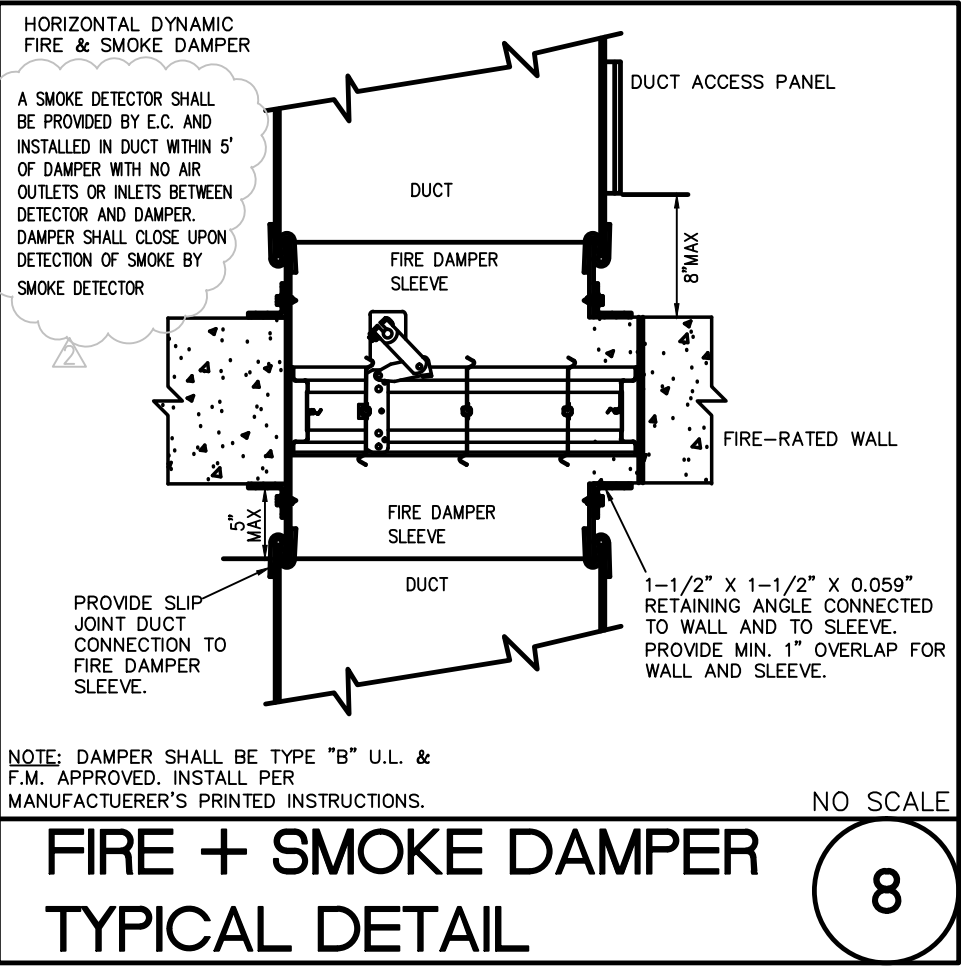 HORIZONTAL DYNAMIC
FIRE & SMOKE DAMPER
A SMOKE DETECTOR SHALL
BE PROVIDED BY E.C. AND
INSTALLED IN DUCT WITHIN 5'
OF DAMPER WITH NO AIR
OUTLETS OR INLETS BETWEEN
DETECTOR AND DAMPER.
DAMPER SHALL CLOSE UPON
DETECTION OF SMOKE BY
SMOKE DETECTOR
2
DUCT ACCESS PANEL
DUCT
8"MAX
FIRE DAMPER
SLEEVE
FIRE-RATED WALL
5"
MAX
FIRE DAMPER
SLEEVE
DUCT
PROVIDE SLIP
JOINT DUCT
CONNECTION TO
FIRE DAMPER
SLEEVE.
1-1/2" X 1-1/2" X 0.059"
RETAINING ANGLE CONNECTED
TO WALL AND TO SLEEVE.
PROVIDE MIN. 1" OVERLAP FOR
WALL AND SLEEVE.
NOTE: DAMPER SHALL BE TYPE "B" U.L. &
F.M. APPROVED. INSTALL PER
MANUFACTUERER'S PRINTED INSTRUCTIONS.
NO SCALE
FIRE + SMOKE DAMPER
TYPICAL DETAIL
8